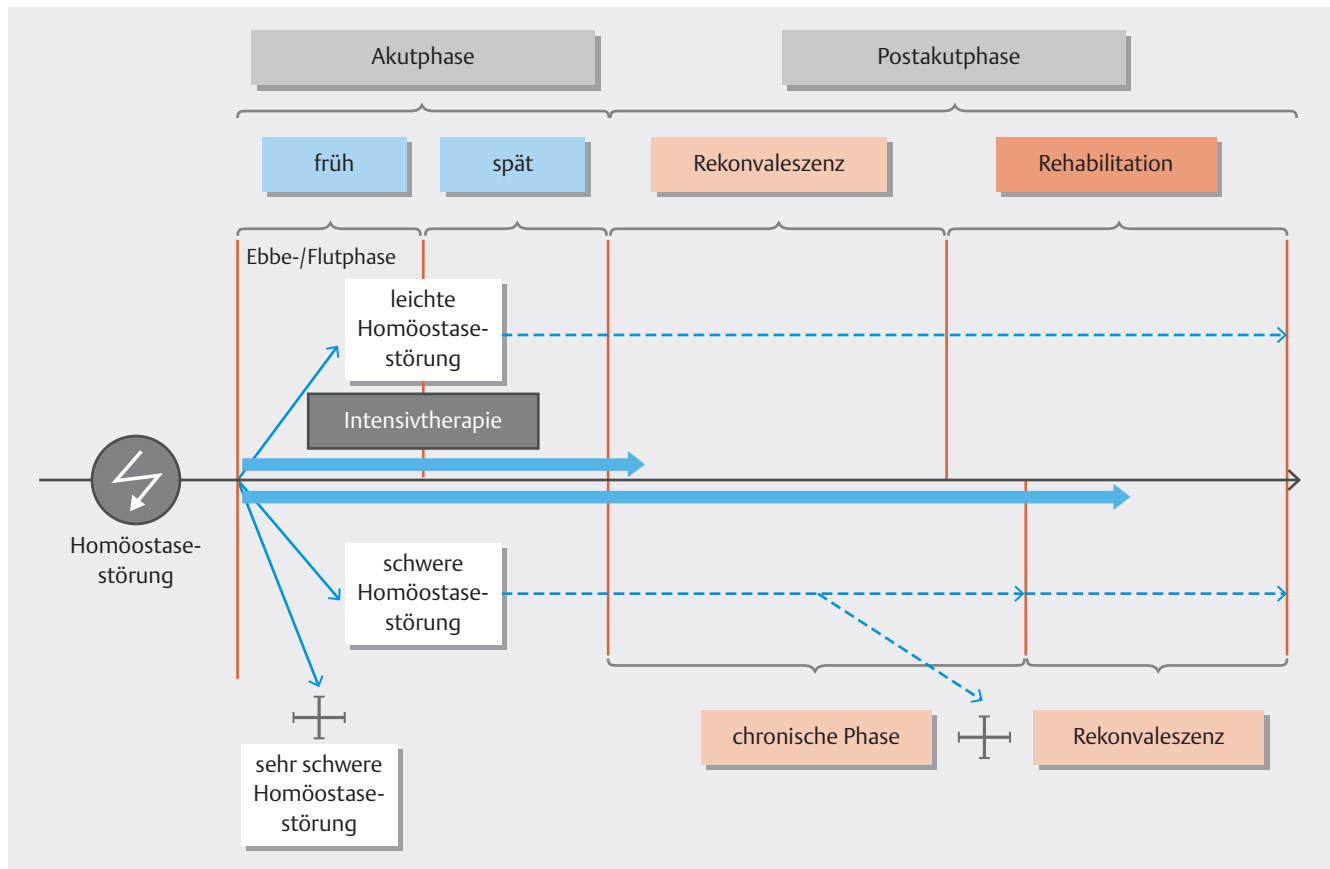 Akutphase
Postakutphase
früh
spät
Rekonvaleszenz
Rehabilitation
Ebbe-/Flutphase
leichte
Homöostase-
störung
Intensivtherapie
Homöostase-
störung
schwere
Homöostase-
störung
sehr schwere
Homöostase-
störung
chronische Phase
Rekonvaleszenz